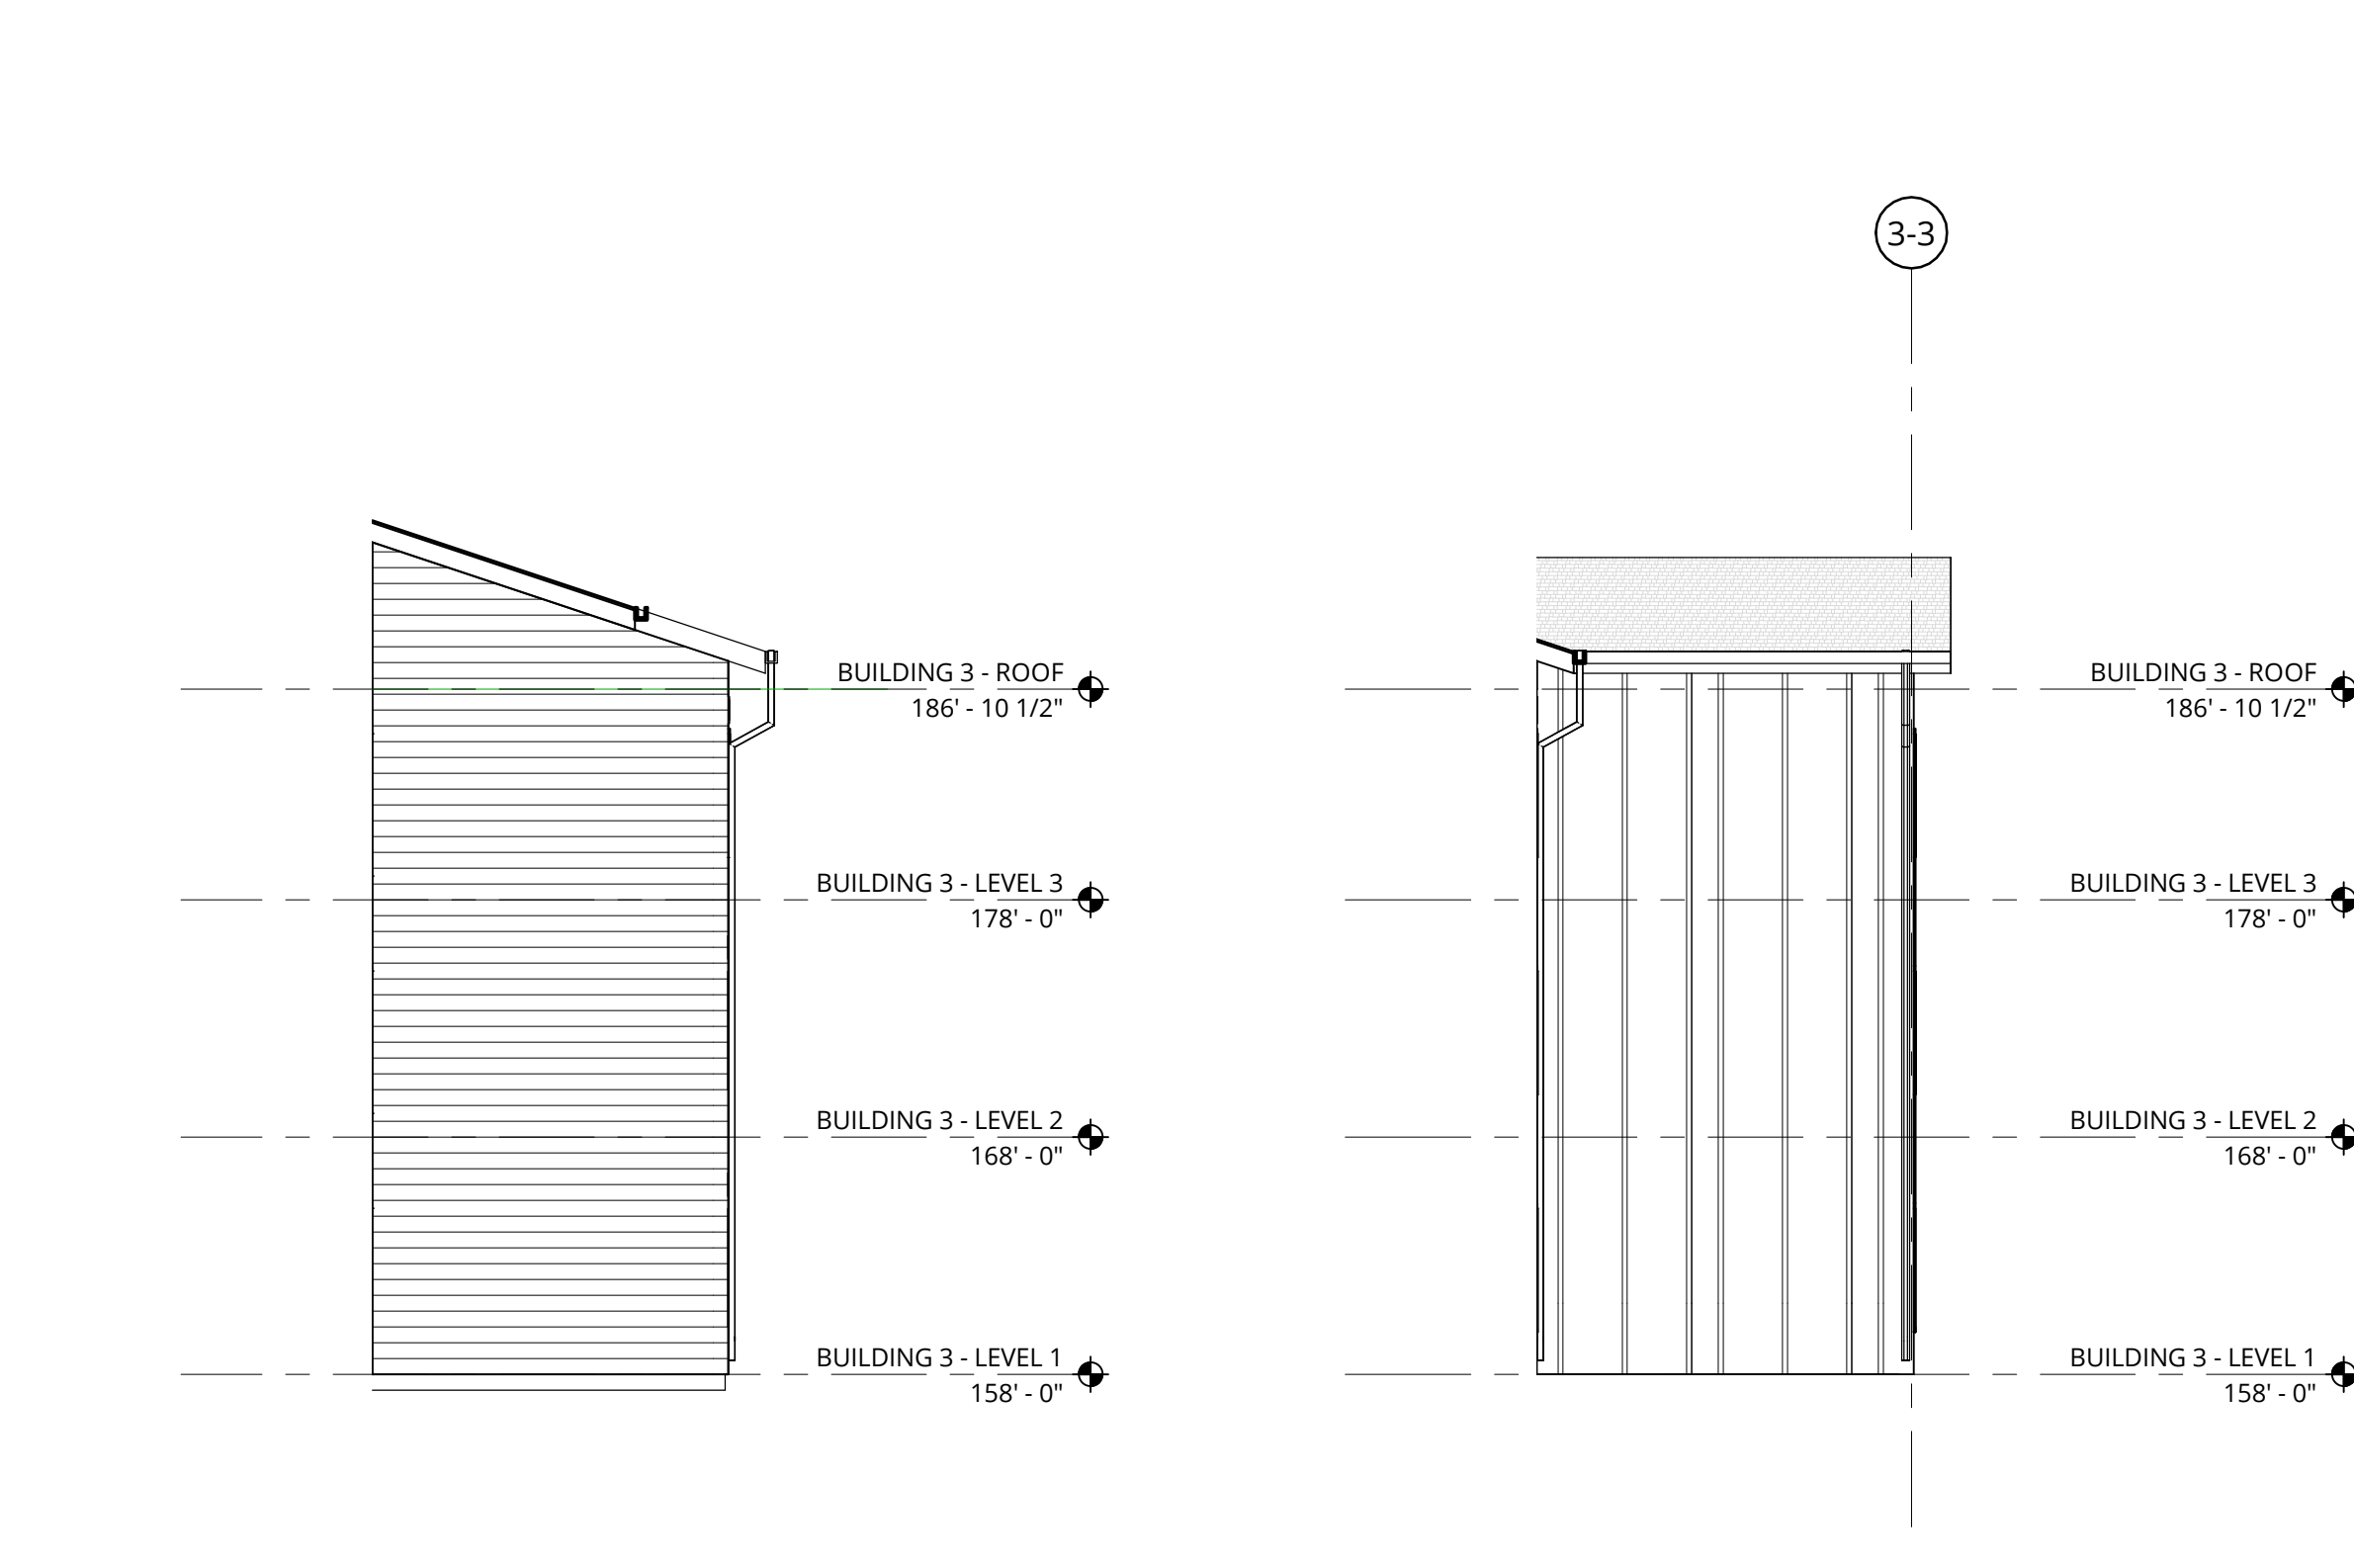 3-3
BUILDING 3 - ROOF
186' - 10 1/2"
BUILDING 3 - LEVEL 3
178' - 0"
BUILDING 3 - LEVEL 2
168' - 0"
BUILDING 3 - LEVEL 1
158' - 0"
BUILDING 3 - ROOF
186' - 10 1/2"
BUILDING 3 - LEVEL 3
178' - 0"
BUILDING 3 - LEVEL 2
168' - 0"
BUILDING 3 - LEVEL 1
158' - 0"